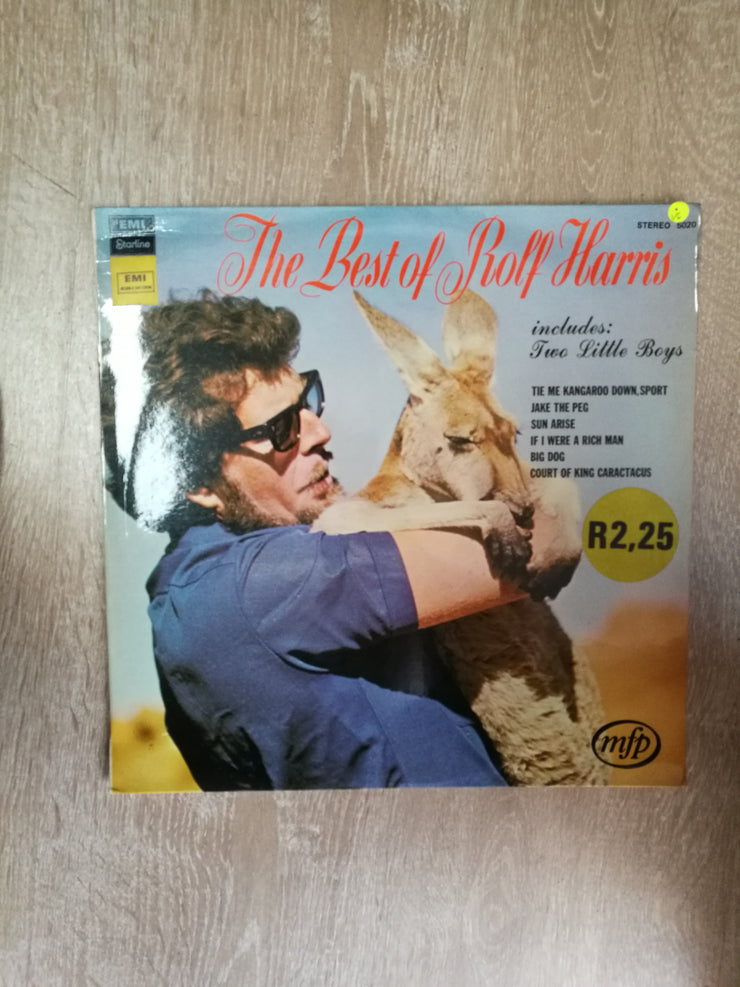 EMI
Starline
EMI
The Best of Rolf Harris
STEREO 5020
includes:
Two Little Boys
TIE ME KANGAROO DOWN, SPORT
JAKE THE PEG
SUN ARISE
IF I WERE A RICH MAN
BIG DOG
COURT OF KING CARACTACUS
R2,25
mfp